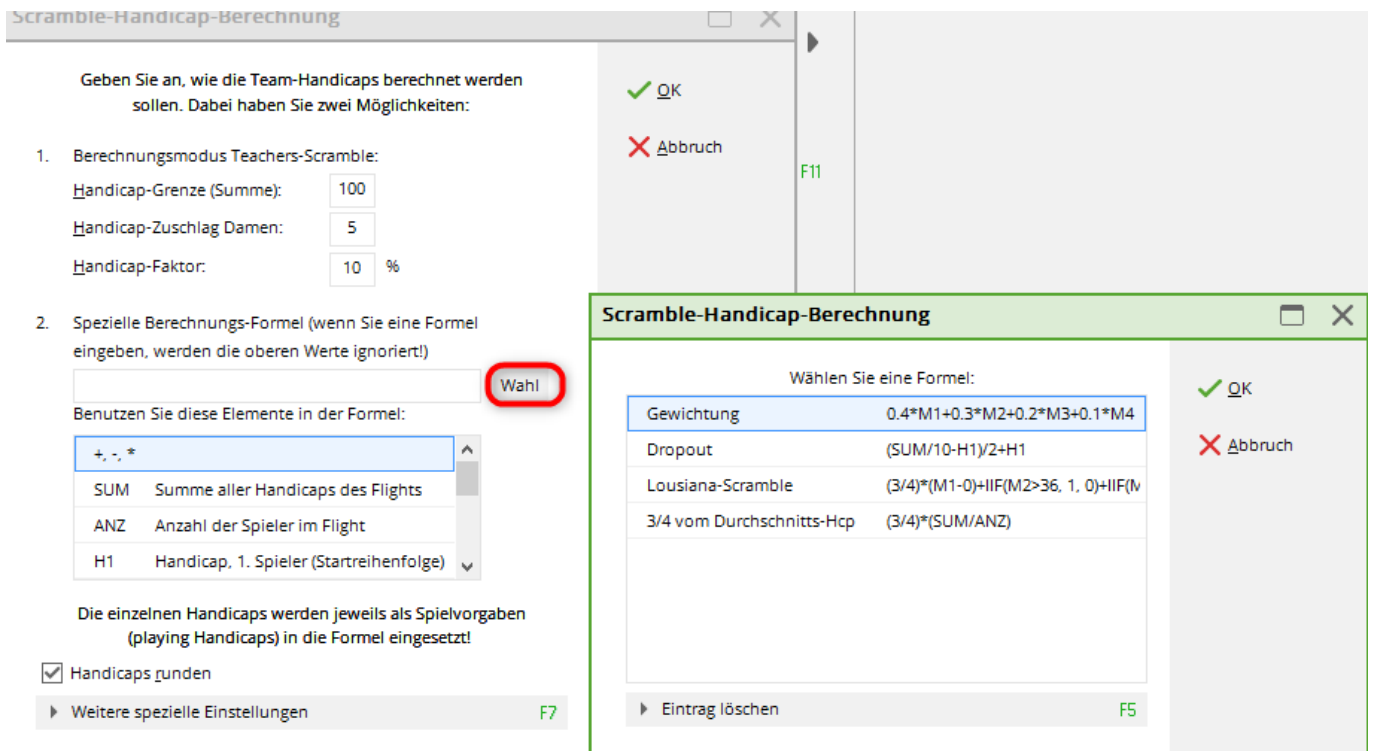 Scramble-Handicap-Berechnung
Geben Sie an, wie die Team-Handicaps berechnet werden
sollen. Dabei haben Sie zwei Möglichkeiten:
OK
Abbruch
1. Berechnungsmodus Teachers-Scramble:
Handicap-Grenze (Summe): 100
Handicap-Zuschlag Damen: 5
Handicap-Faktor: 10 %
F11
2. Spezielle Berechnungs-Formel (wenn Sie eine Formel
eingeben, werden die oberen Werte ignoriert!)
Wahl
Benutzen Sie diese Elemente in der Formel:
+, -, *
SUM Summe aller Handicaps des Flights
ANZ Anzahl der Spieler im Flight
H1 Handicap, 1. Spieler (Startreihenfolge)
Die einzelnen Handicaps werden jeweils als Spielvorgaben
(playing Handicaps) in die Formel eingesetzt!
Handicaps runden
Weitere spezielle Einstellungen F7
Scramble-Handicap-Berechnung
Wählen Sie eine Formel:
Gewichtung 0.4*M1+0.3*M2+0.2*M3+0.1*M4
Dropout (SUM/10-H1)/2+H1
Lousiana-Scramble (3/4)*(M1-0)+IIF(M2>36, 1, 0)+IIF(M
3/4 vom Durchschnitts-Hcp (3/4)*(SUM/ANZ)
OK
Abbruch
Eintrag löschen F5